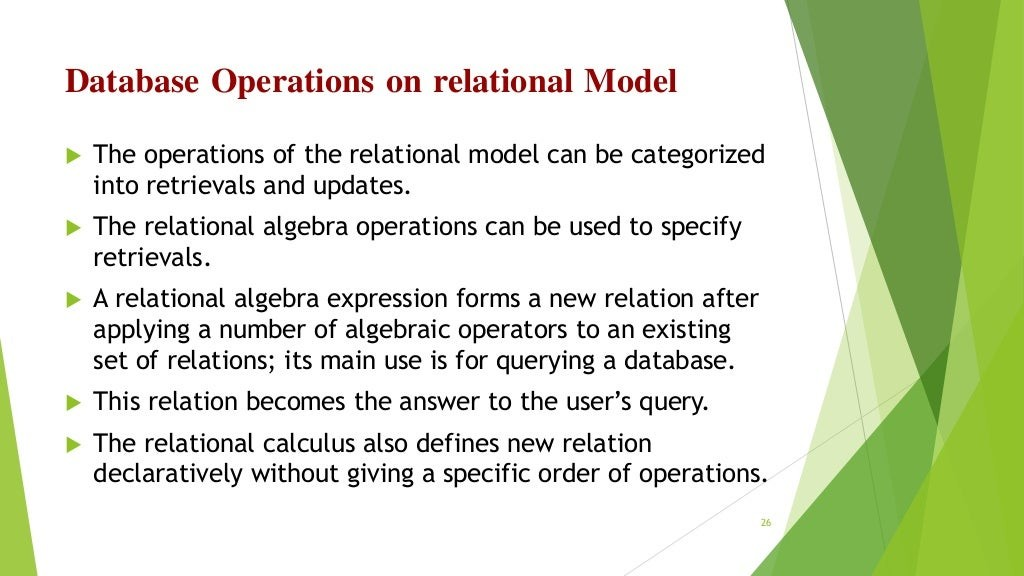 Database Operations on relational Model
The operations of the relational model can be categorized
into retrievals and updates.
The relational algebra operations can be used to specify
retrievals.
A relational algebra expression forms a new relation after
applying a number of algebraic operators to an existing
set of relations; its main use is for querying a database.
This relation becomes the answer to the user’s query.
The relational calculus also defines new relation
declaratively without giving a specific order of operations.
26